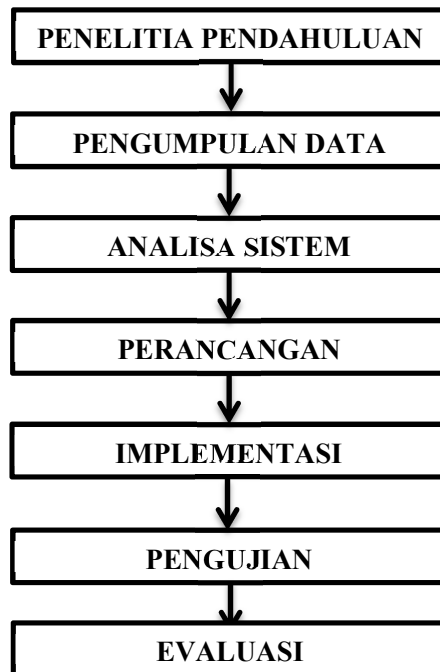 PENELITIA PENDAHULUAN
PENGUMPULAN DATA
ANALISA SISTEM
PERANCANGAN
IMPLEMENTASI
PENGUJIAN
EVALUASI